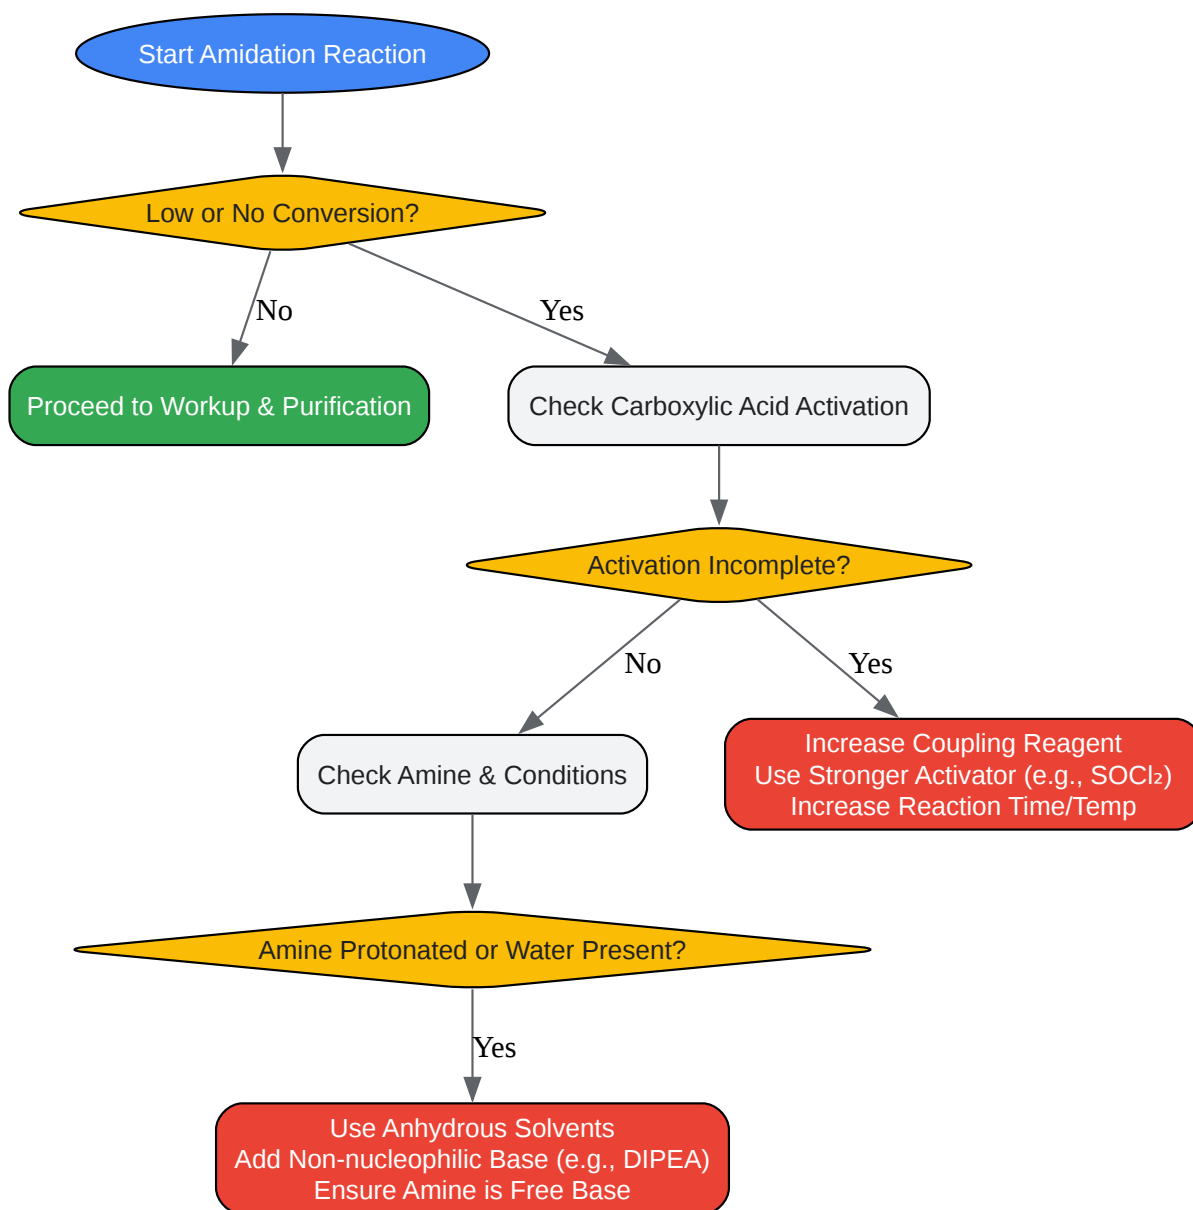 Start Amidation Reaction
Low or No Conversion?
No
Yes
Proceed to Workup & Purification
Check Carboxylic Acid Activation
Activation Incomplete?
No
Yes
Check Amine & Conditions
Increase Coupling Reagent
Use Stronger Activator (e.g., SOCl₂)
Increase Reaction Time/Temp
Amine Protonated or Water Present?
Yes
Use Anhydrous Solvents
Add Non-nucleophilic Base (e.g., DIPEA)
Ensure Amine is Free Base